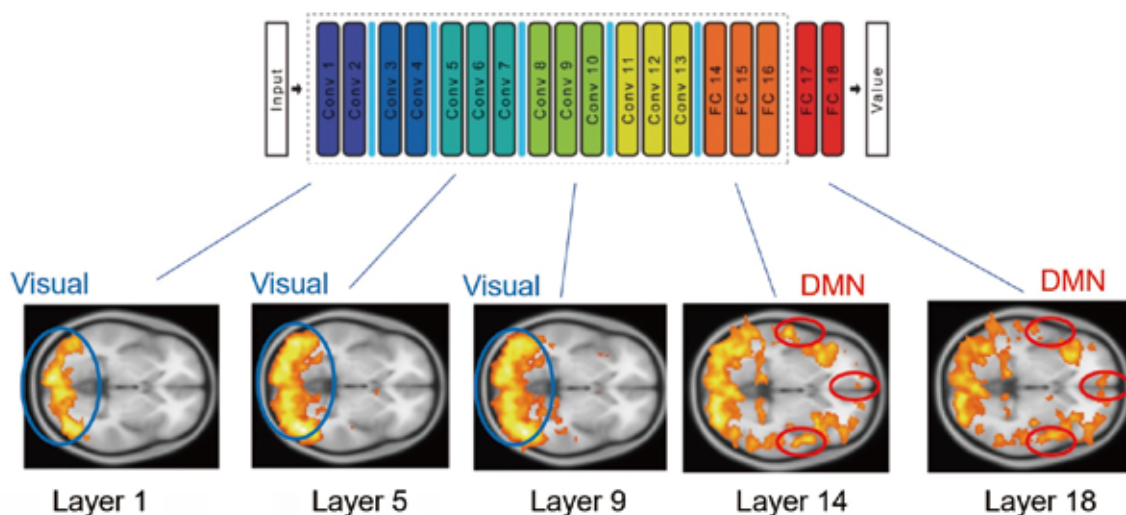 Input
Conv 1
Conv 2
Conv 3
Conv 4
Conv 5
Conv 6
Conv 7
Conv 8
Conv 9
Conv 10
Conv 11
Conv 12
Conv 13
FC 14
FC 15
FC 16
FC 17
FC 18
Value
Visual
Visual
Visual
DMN
DMN
Layer 1
Layer 5
Layer 9
Layer 14
Layer 18